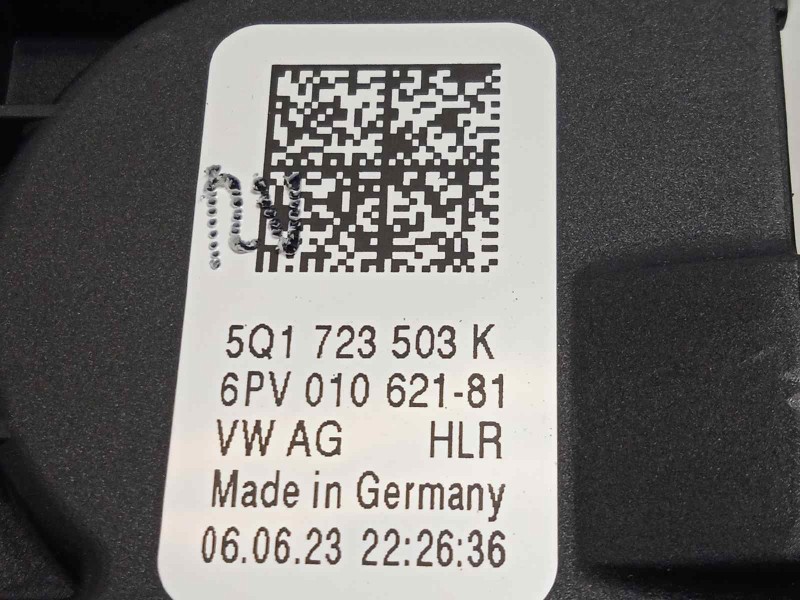 5Q1 723 503 K
6PV 010 621-81
VW AG HLR
Made in Germany
06.06.23 22:26:36